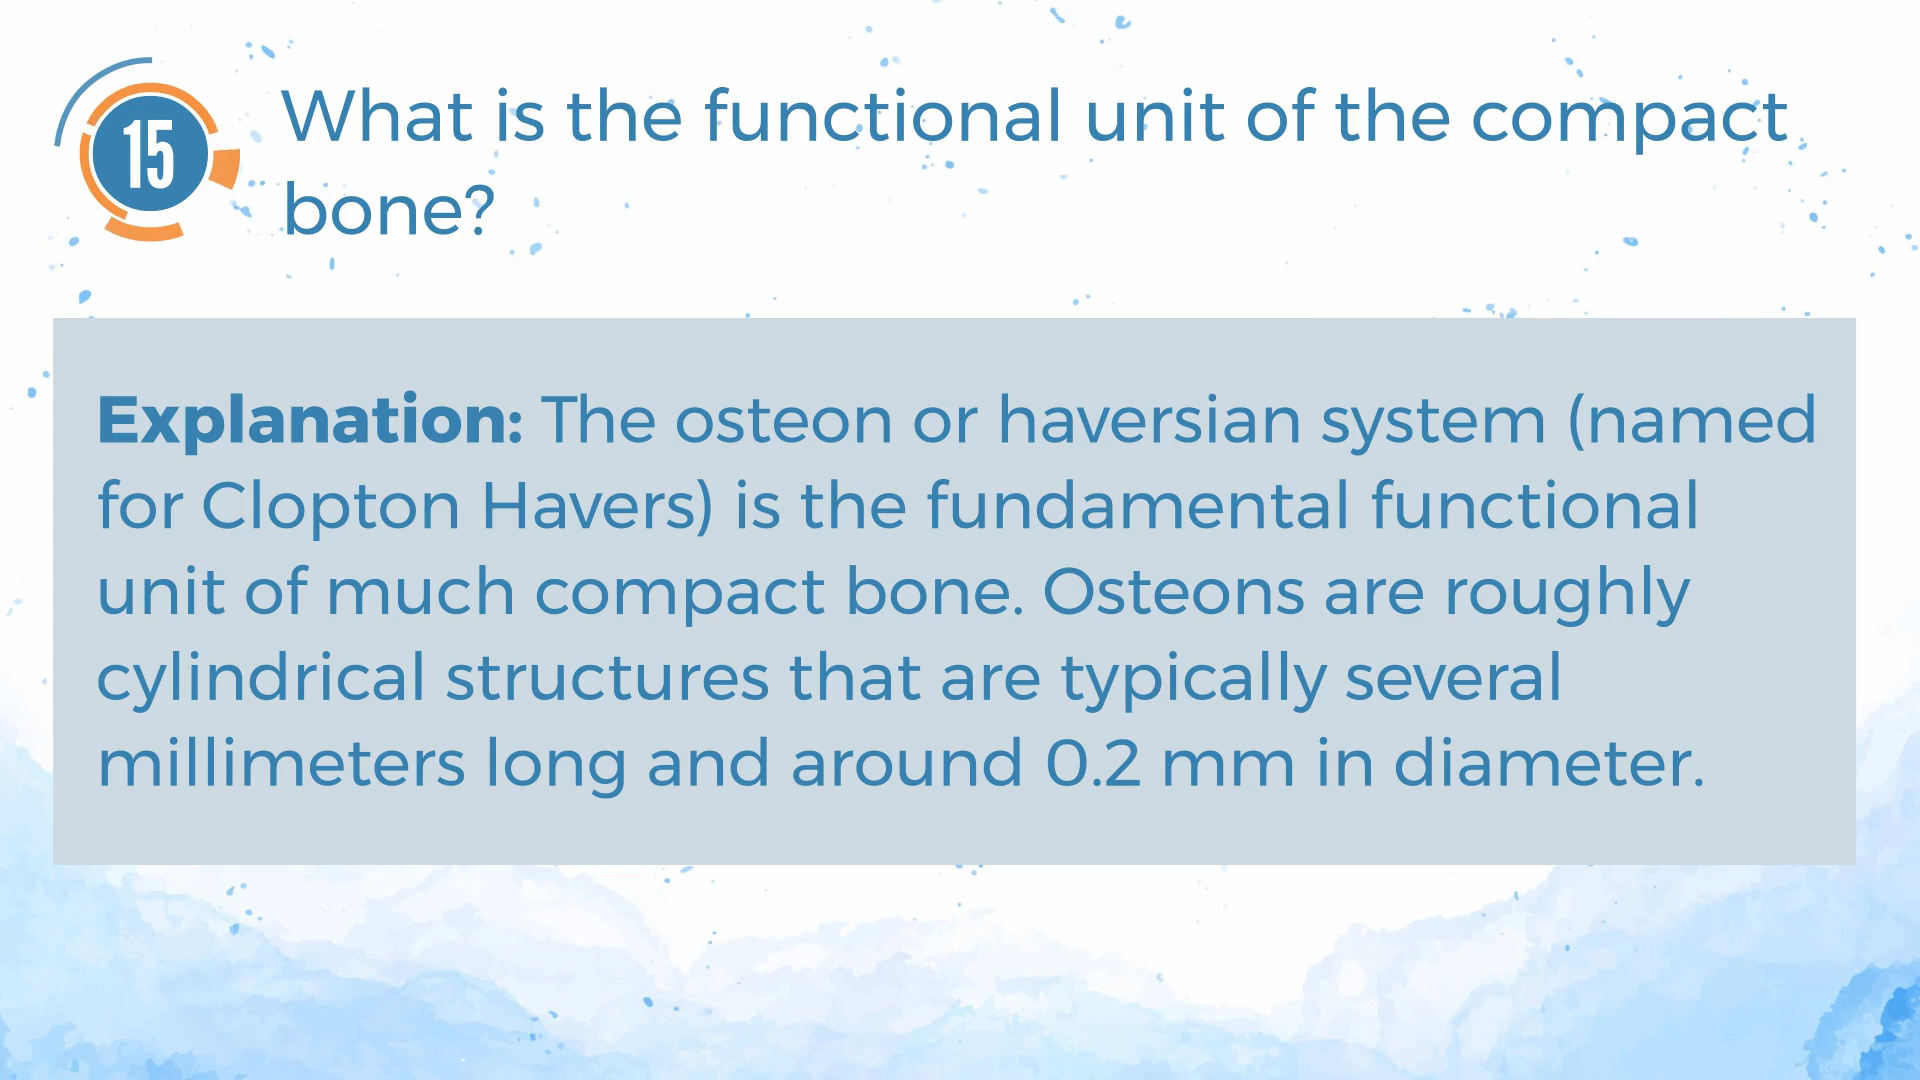 15
What is the functional unit of the compact
bone?
Explanation: The osteon or haversian system (named
for Clopton Havers) is the fundamental functional
unit of much compact bone. Osteons are roughly
cylindrical structures that are typically several
millimeters long and around 0.2 mm in diameter.